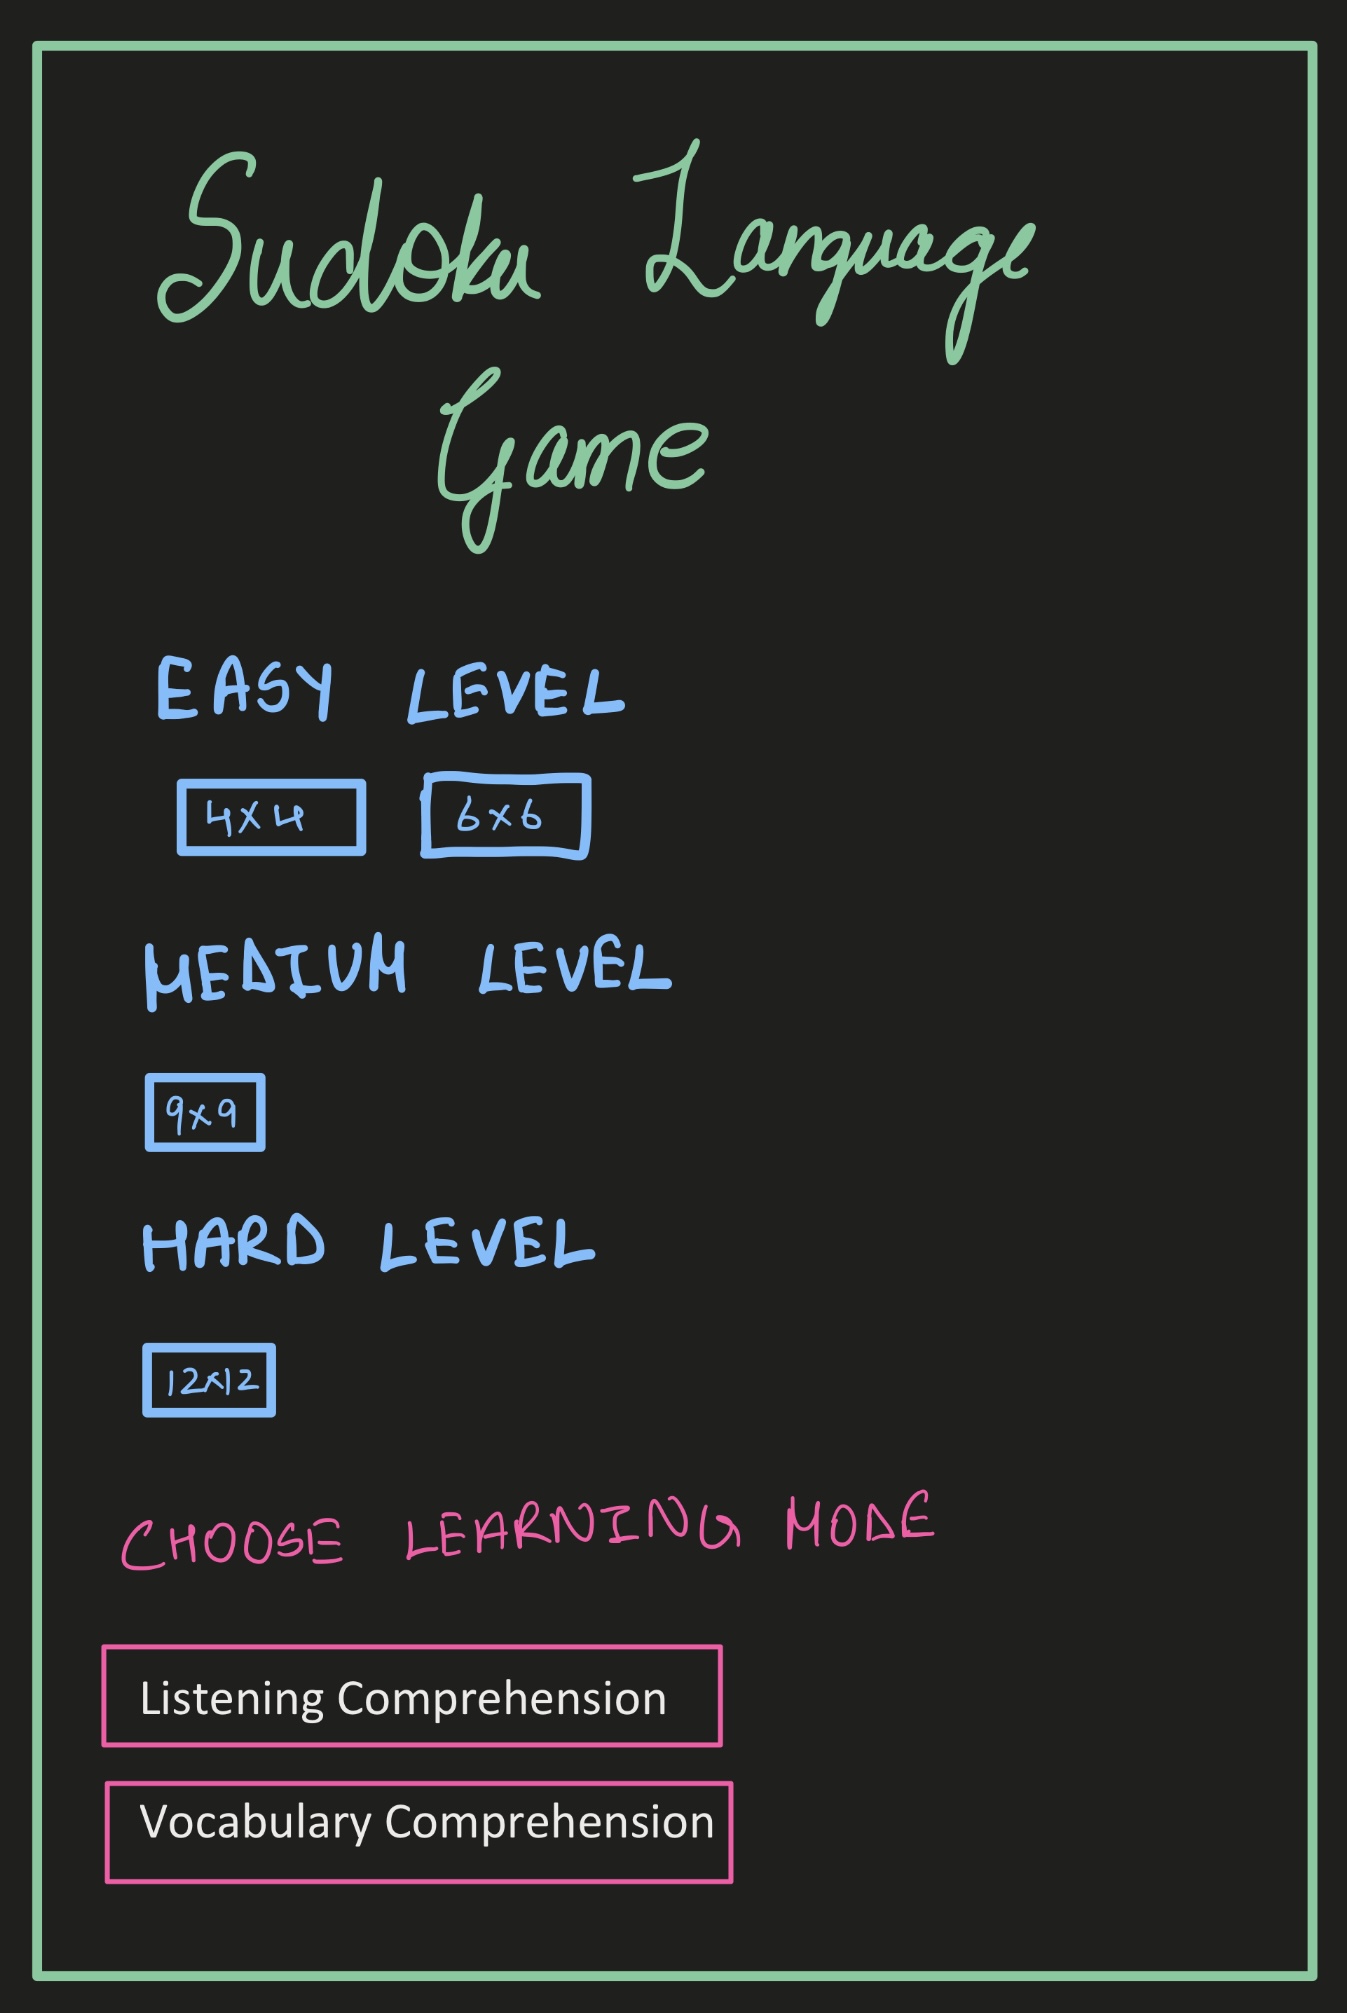 Sudoku Language
Game
EASY LEVEL
4x4 6x6
MEDIUM LEVEL
9x9
HARD LEVEL
12x12
CHOOSE LEARNING MODE
Listening Comprehension
Vocabulary Comprehension